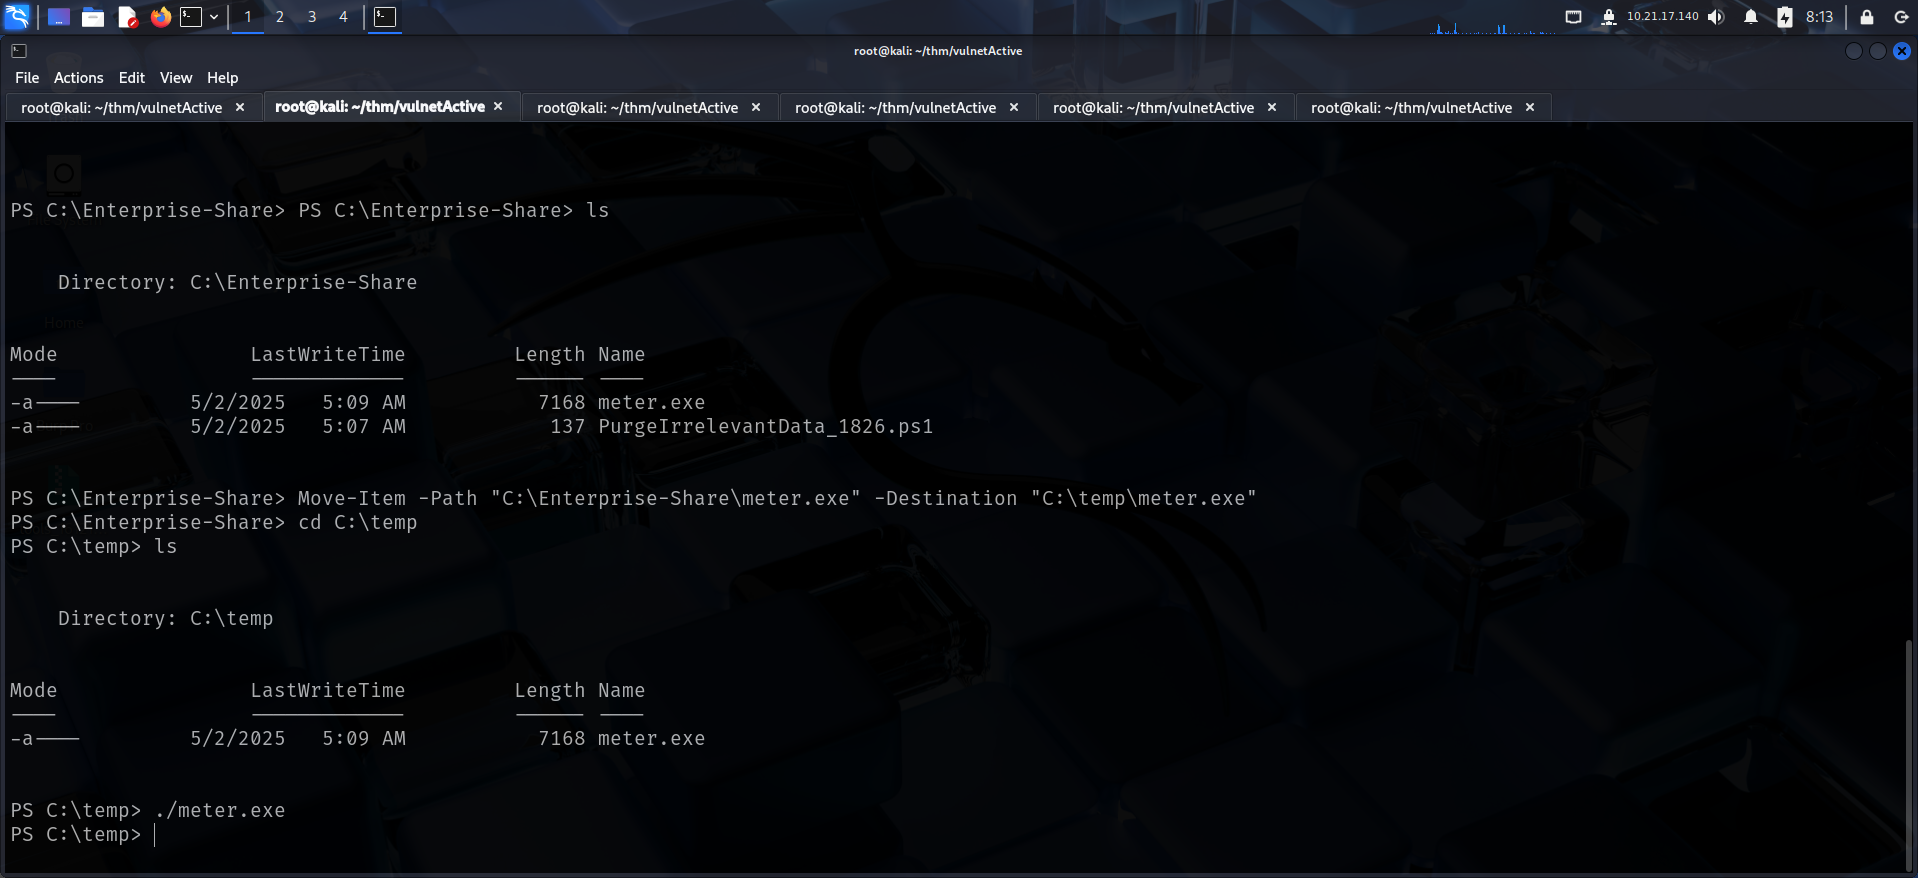 1 2 3 4 10.21.17.140 8:13
root@kali: ~/thm/vulnetActive
File Actions Edit View Help
root@kali: ~/thm/vulnetActive × root@kali: ~/thm/vulnetActive × root@kali: ~/thm/vulnetActive × root@kali: ~/thm/vulnetActive × root@kali: ~/thm/vulnetActive × root@kali: ~/thm/vulnetActive ×
PS C:\Enterprise-Share> PS C:\Enterprise-Share> ls
Directory: C:\Enterprise-Share
Home
Mode LastWriteTime Length Name
---- ------------- ------ ----
-a---- 5/2/2025 5:09 AM 7168 meter.exe
-a---- 5/2/2025 5:07 AM 137 PurgeIrrelevantData_1826.ps1
PS C:\Enterprise-Share> Move-Item -Path "C:\Enterprise-Share\meter.exe" -Destination "C:\temp\meter.exe"
PS C:\Enterprise-Share> cd C:\temp
PS C:\temp> ls
Directory: C:\temp
Mode LastWriteTime Length Name
---- ------------- ------ ----
-a---- 5/2/2025 5:09 AM 7168 meter.exe
PS C:\temp> ./meter.exe
PS C:\temp>